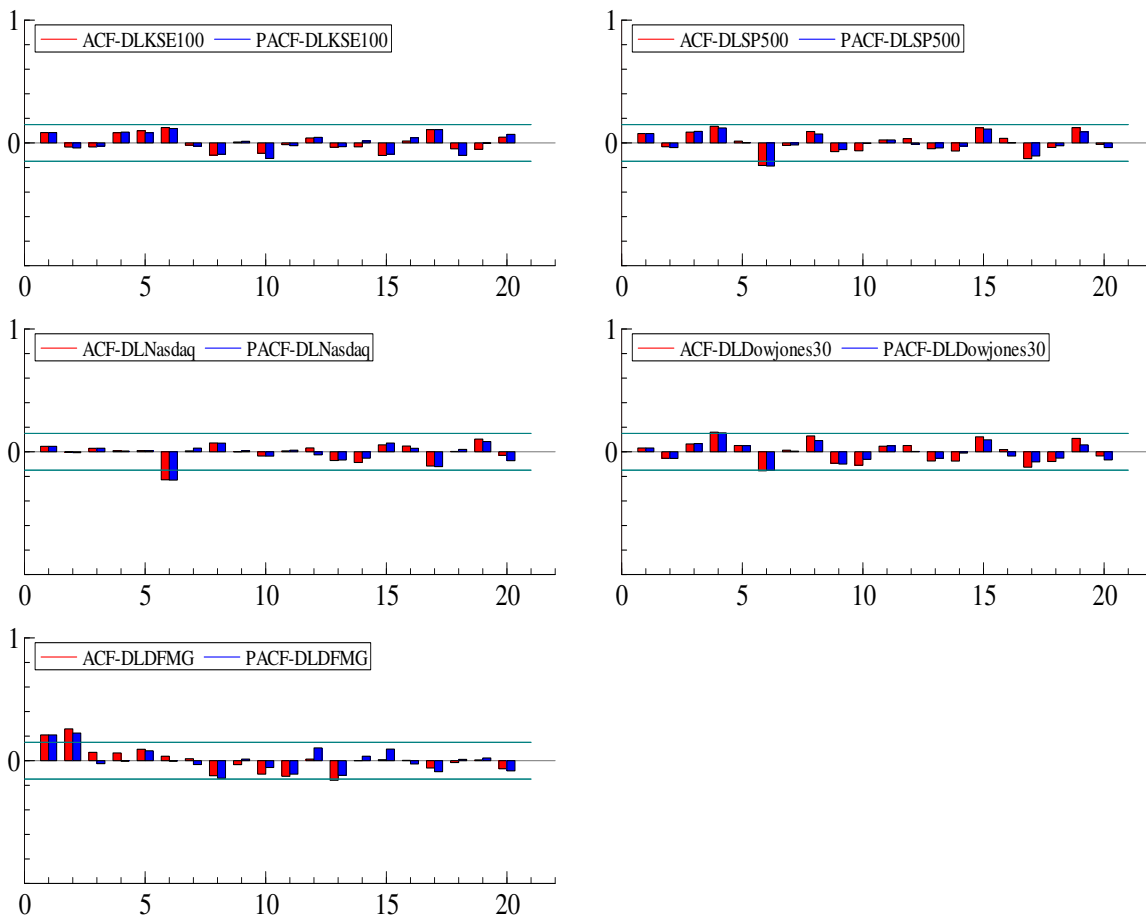 1
ACF-DLKSE100 PACF-DLKSE100
0
0 5 10 15 20
1
ACF-DLSP500 PACF-DLSP500
0
0 5 10 15 20
1
ACF-DLNasdaq PACF-DLNasdaq
0
0 5 10 15 20
1
ACF-DLDowjones30 PACF-DLDowjones30
0
0 5 10 15 20
1
ACF-DLDFMG PACF-DLDFMG
0
0 5 10 15 20